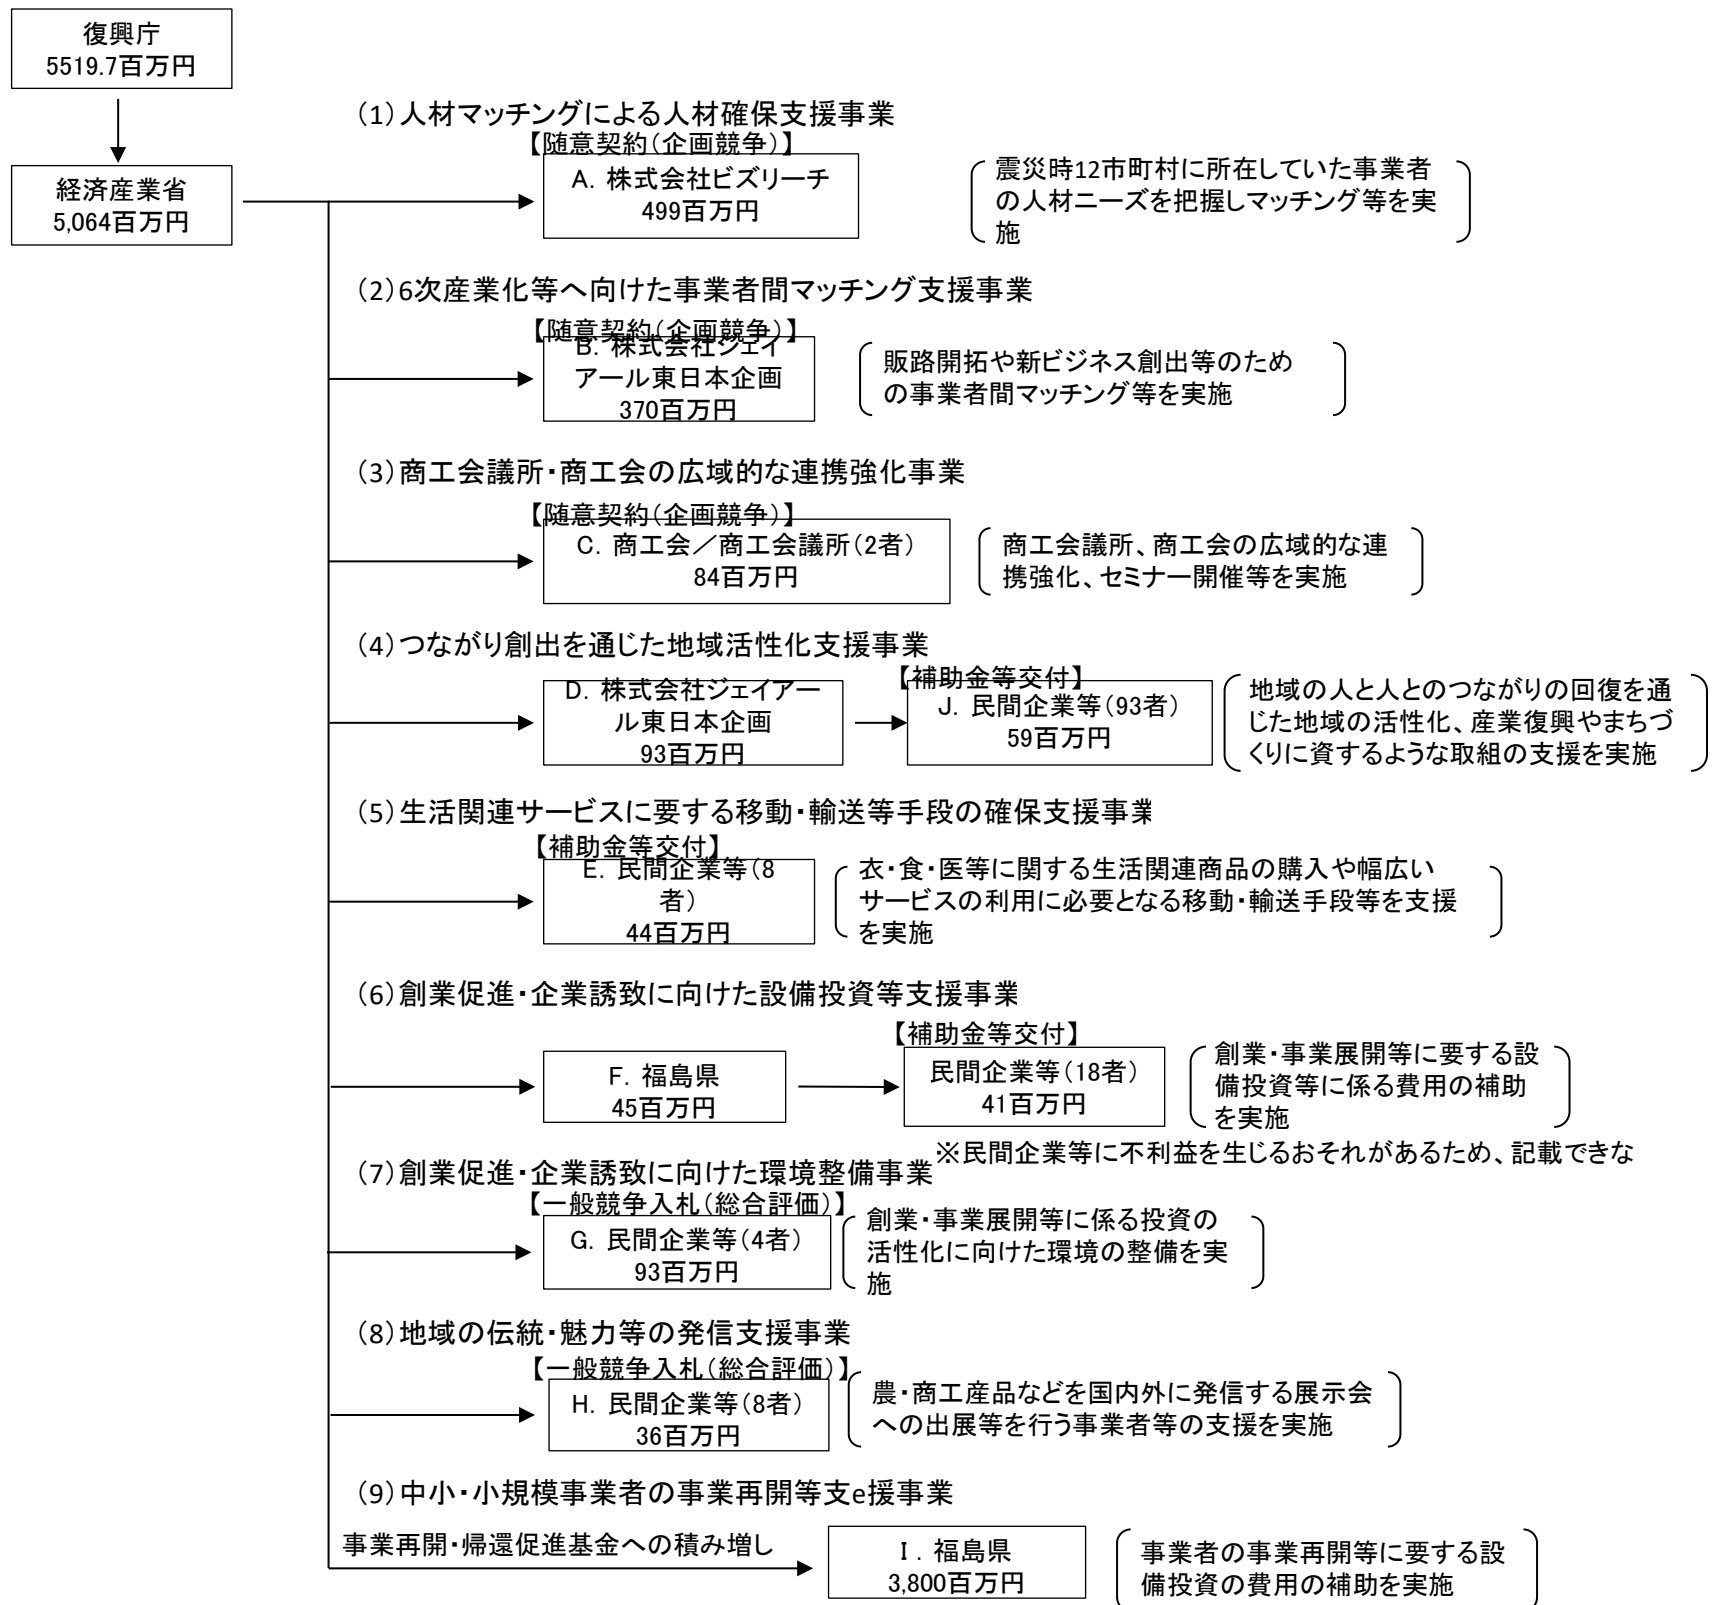 復興庁
5519.7百万円
経済産業省
5,064百万円
（1）人材マッチングによる人材確保支援事業
【随意契約（企画競争）】
A．株式会社ビズリーチ
499百万円
震災時12市町村に所在していた事業者
の人材ニーズを把握しマッチング等を実
施
（2）6次産業化等へ向けた事業者間マッチング支援事業
【随意契約（企画競争）】
B．株式会社ジェイ
アール東日本企画
370百万円
販路開拓や新ビジネス創出等のため
の事業者間マッチング等を実施
（3）商工会議所・商工会の広域的な連携強化事業
【随意契約（企画競争）】
C．商工会／商工会議所（2者）
84百万円
商工会議所、商工会の広域的な連
携強化、セミナー開催等を実施
（4）つながり創出を通じた地域活性化支援事業
D．株式会社ジェイアー
ル東日本企画
93百万円
【補助金等交付】
J．民間企業等（93者）
59百万円
地域の人と人とのつながりの回復を通
じた地域の活性化、産業復興やまちづ
くりに資するような取組の支援を実施
（5）生活関連サービスに要する移動・輸送等手段の確保支援事業
【補助金等交付】
E．民間企業等（8
者）
44百万円
衣・食・医等に関する生活関連商品の購入や幅広い
サービスの利用に必要となる移動・輸送手段等を支援
を実施
（6）創業促進・企業誘致に向けた設備投資等支援事業
F．福島県
45百万円
【補助金等交付】
民間企業等（18者）
41百万円
創業・事業展開等に要する設
備投資等に係る費用の補助
を実施
※民間企業等に不利益を生じるおそれがあるため、記載できな
（7）創業促進・企業誘致に向けた環境整備事業
【一般競争入札（総合評価）】
G．民間企業等（4者）
93百万円
創業・事業展開等に係る投資の
活性化に向けた環境の整備を実
施
（8）地域の伝統・魅力等の発信支援事業
【一般競争入札（総合評価）】
H．民間企業等（8者）
36百万円
農・商工産品などを国内外に発信する展示会
への出展等を行う事業者等の支援を実施
（9）中小・小規模事業者の事業再開等支e援事業
事業再開・帰還促進基金への積み増し
I．福島県
3,800百万円
事業者の事業再開等に要する設
備投資の費用の補助を実施